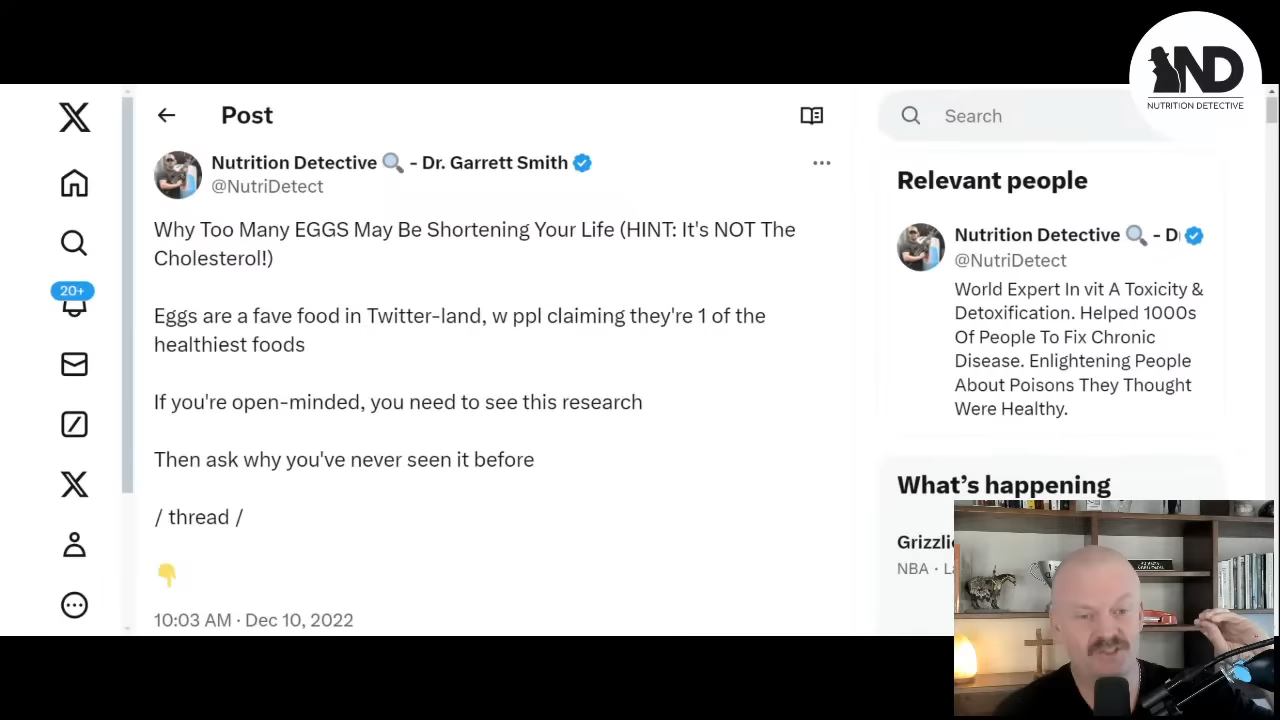 ND
NUTRITION DETECTIVE
Post
Search
Nutrition Detective 🔍 - Dr. Garrett Smith
@NutriDetect
Why Too Many EGGS May Be Shortening Your Life (HINT: It's NOT The
Cholesterol!)
Eggs are a fave food in Twitter-land, w ppl claiming they're 1 of the
healthiest foods
If you're open-minded, you need to see this research
Then ask why you've never seen it before
/ thread /
👇
10:03 AM · Dec 10, 2022
20+
Relevant people
Nutrition Detective 🔍 - D
@NutriDetect
World Expert In vit A Toxicity &
Detoxification. Helped 1000s
Of People To Fix Chronic
Disease. Enlightening People
About Poisons They Thought
Were Healthy.
What's happening
Grizzli
NBA · L